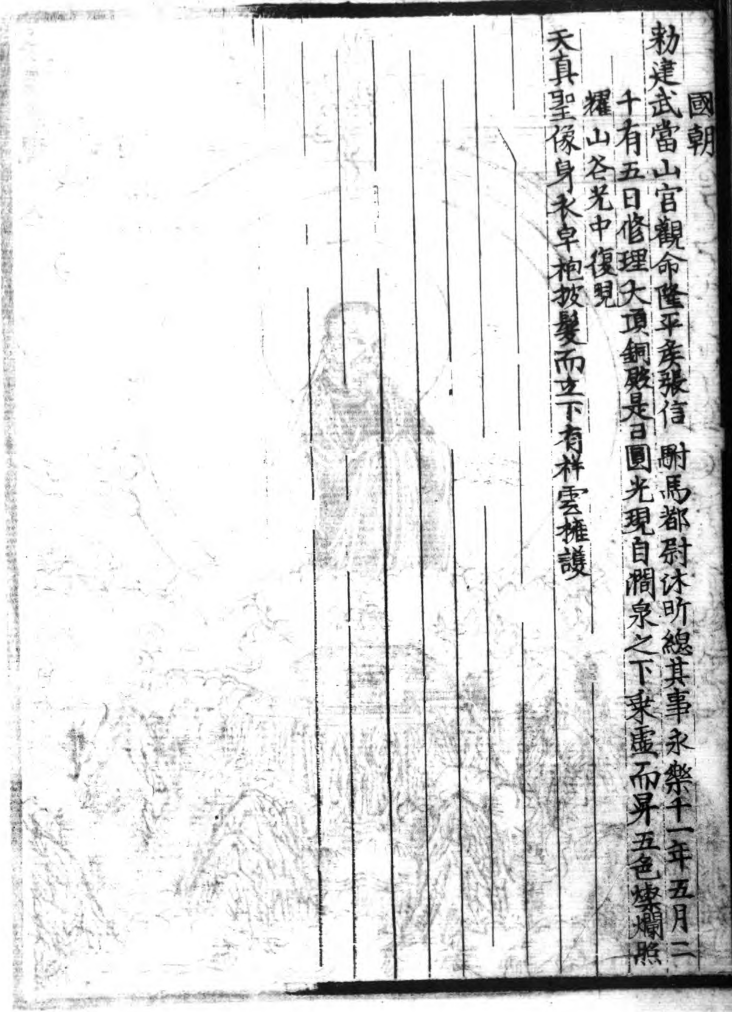 國朝
勑建武當山官觀命隆平矦張信 駙馬都尉沐昕總其事永樂十一年五月二
十有五日修理大頂銅殿是日圓光現自澗泉之下乘虛而昇五色燦爛照
耀山谷光中復現
天真聖像身衣皁袍披髮而立下有祥雲擁護